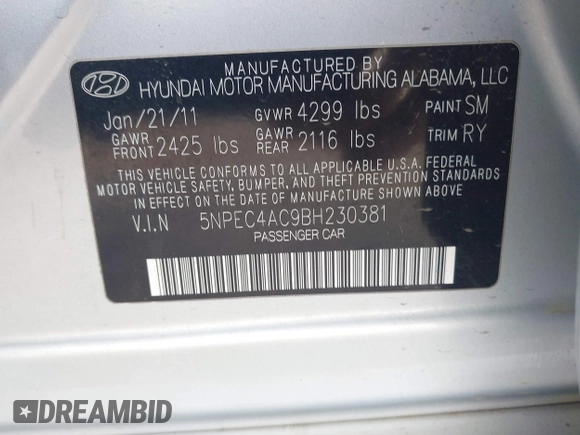 MANUFACTURED BY
HYUNDAI MOTOR MANUFACTURING ALABAMA, LLC
Jan/21/11 GVWR 4299 lbs PAINT SM
GAWR FRONT 2425 lbs GAWR REAR 2116 lbs TRIM RY
THIS VEHICLE CONFORMS TO ALL APPLICABLE U.S.A. FEDERAL
MOTOR VEHICLE SAFETY, BUMPER, AND THEFT PREVENTION STANDARDS
IN EFFECT ON THE DATE OF MANUFACTURE SHOWN ABOVE
V.I.N 5NPEC4AC9BH230381
PASSENGER CAR
DREAMBID